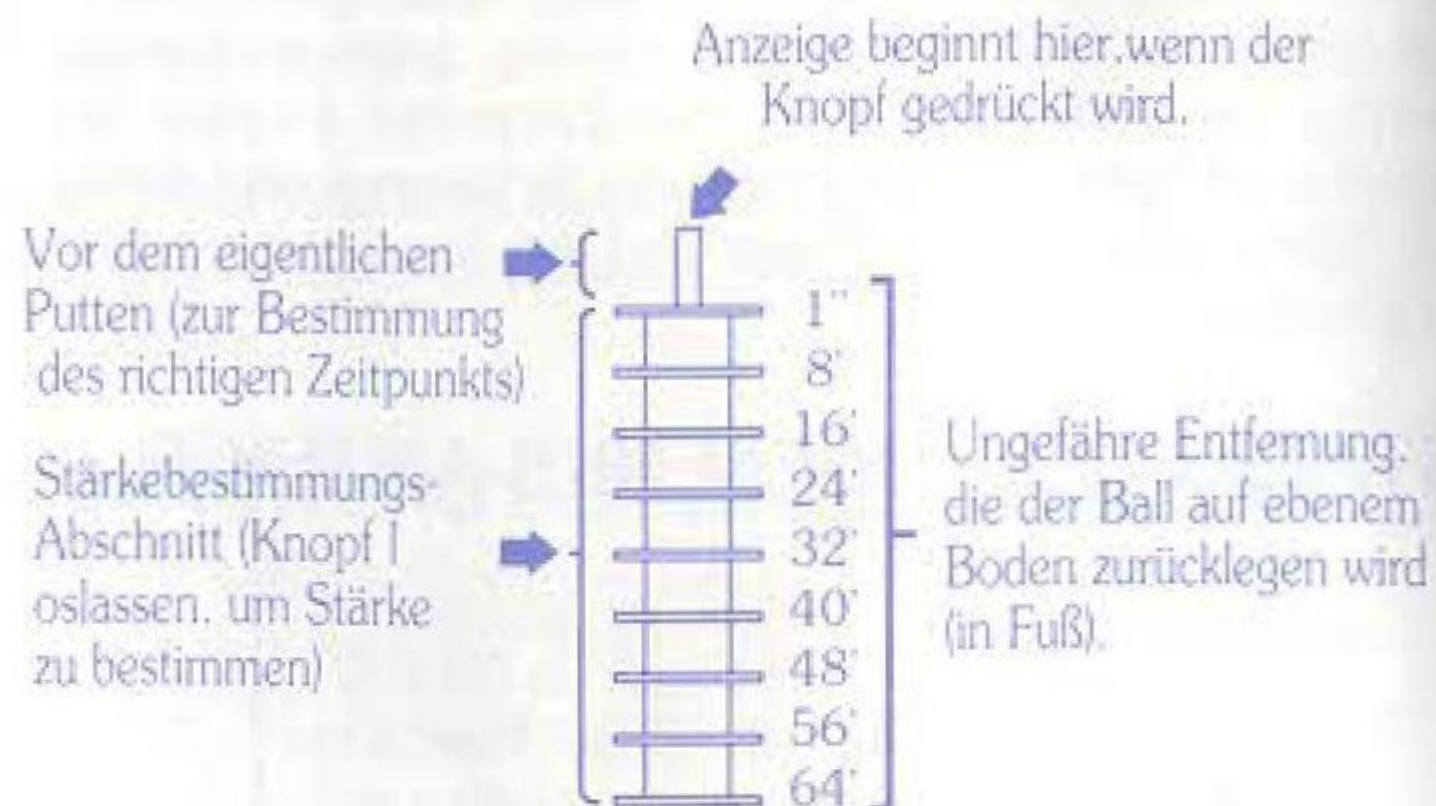 Anzeige beginnt hier,wenn der
Knopf gedrückt wird.
Vor dem eigentlichen
Putten (zur Bestimmung
des richtigen Zeitpunkts)
Stärkebestimmungs-
Abschnitt (Knopf l
oslassen, um Stärke
zu bestimmen)
1"
8'
16'
24'
32'
40'
48'
56'
64'
Ungefähre Entfernung,
die der Ball auf ebenem
Boden zurücklegen wird
(in Fuß).